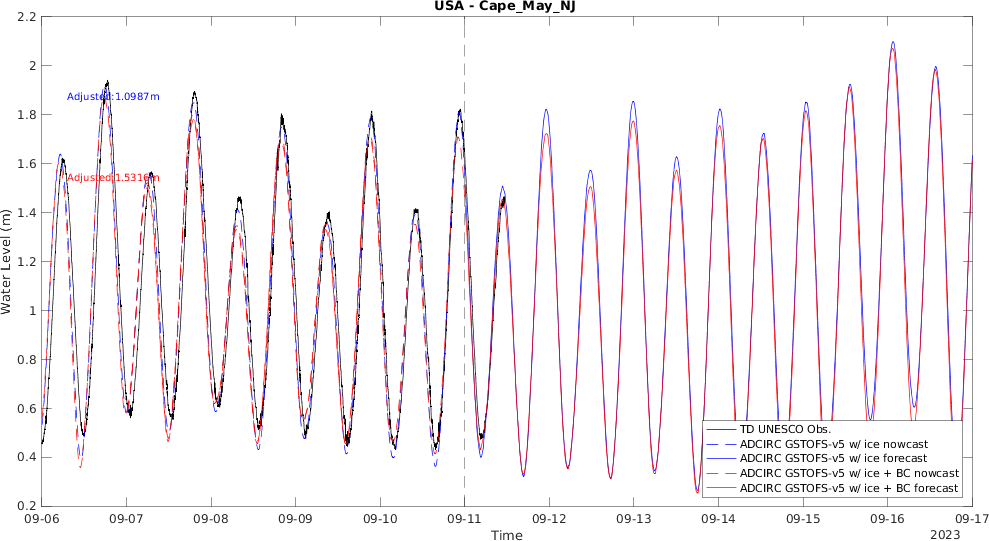 USA - Cape_May_NJ
2.2
2
1.8
1.6
1.4
1.2
1
0.8
0.6
0.4
0.2
Water Level (m)
Adjusted:1.0987m
Adjusted:1.5316m
TD UNESCO Obs.
ADCIRC GSTOFS-v5 w/ ice nowcast
ADCIRC GSTOFS-v5 w/ ice forecast
ADCIRC GSTOFS-v5 w/ ice + BC nowcast
ADCIRC GSTOFS-v5 w/ ice + BC forecast
09-06 09-07 09-08 09-09 09-10 09-11 09-12 09-13 09-14 09-15 09-16 09-17
Time
2023